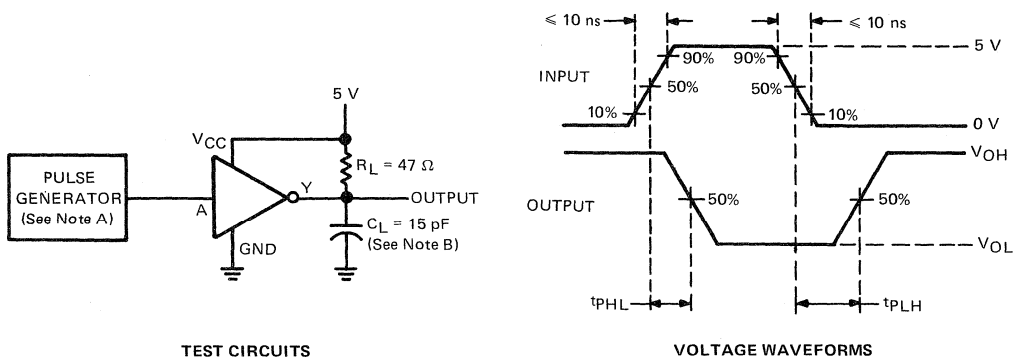 5 V
VCC
RL = 47 Ω
PULSE
GENERATOR
(See Note A)
A
Y
OUTPUT
CL = 15 pF
(See Note B)
GND
TEST CIRCUITS
≤ 10 ns
≤ 10 ns
5 V
90%
90%
INPUT
50%
50%
10%
10%
0 V
VOH
50%
50%
OUTPUT
VOL
tPHL
tPLH
VOLTAGE WAVEFORMS